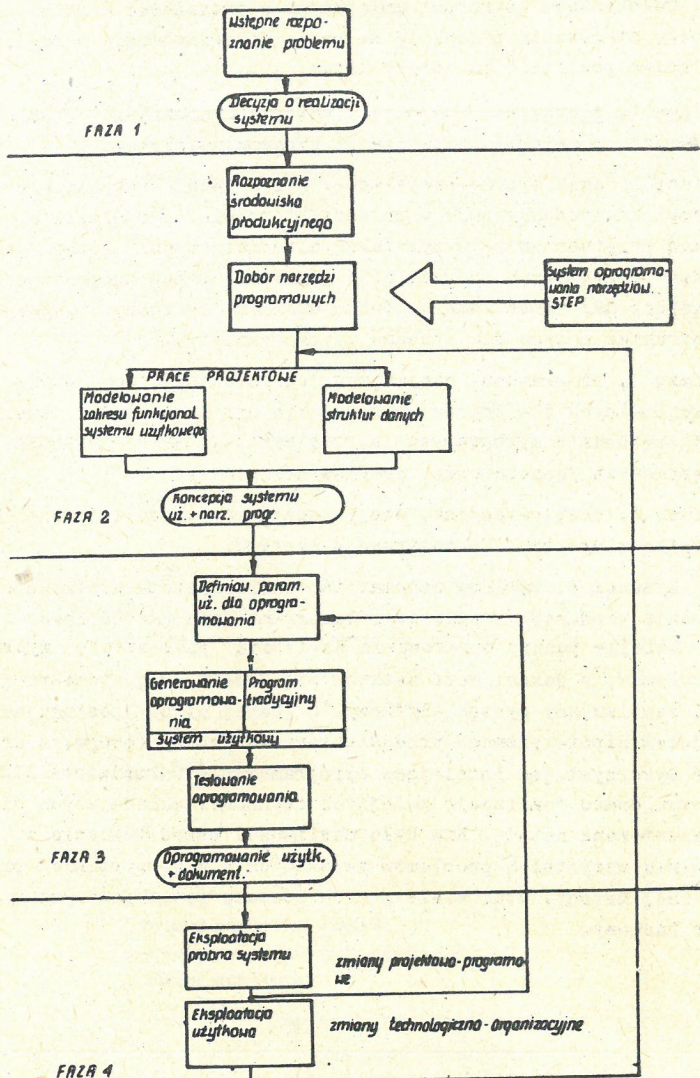 Wstępne rozpo-
znanie problemu
Decyzja o realizacji
systemu
FAZA 1
Rozpoznanie
środowiska
produkcyjnego
Dobór narzędzi
programowych
System oprogramo-
wania narzędziow.
STEP
PRACE PROJEKTOWE
Modelowanie
zakresu funkcjonal.
systemu użytkowego
Modelowanie
struktur danych
Koncepcja systemu
uż. + narz. progr.
FAZA 2
Definiow. param.
uż. dla oprogra-
mowania
Generowanie
oprogramowa-
nia
Program
tradycyjny
system użytkowy
Testowanie
oprogramowania
FAZA 3
Oprogramowanie użytk.
+ dokument.
Eksploatacja
próbna systemu
zmiany projektowo-programo-
we
Eksploatacja
użytkowa
zmiany technologiczno-organizacyjne
FAZA 4